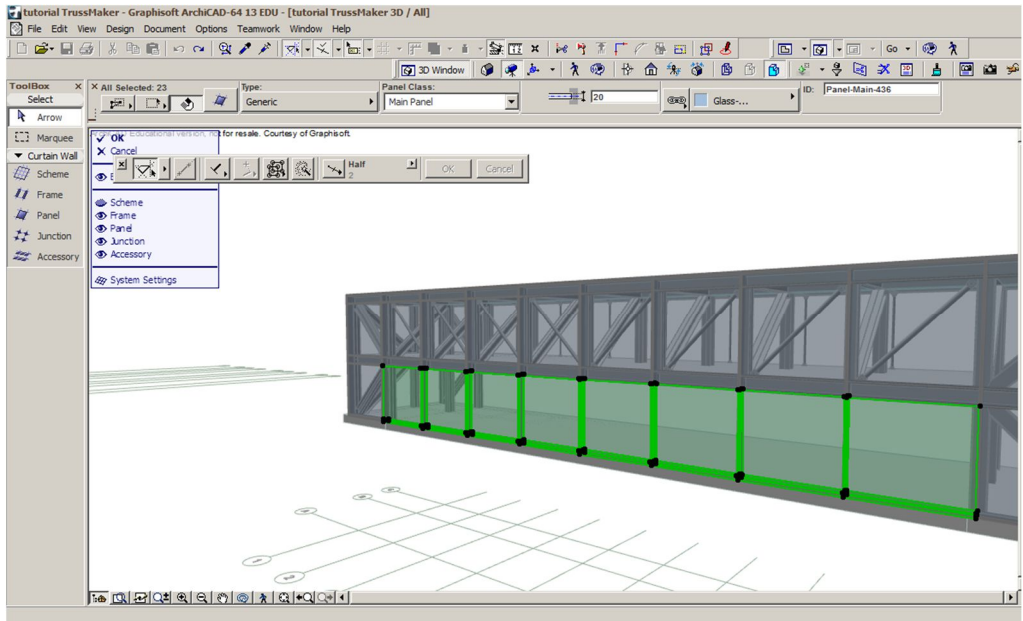 tutorial TrussMaker - Graphisoft ArchiCAD-64 13 EDU - [tutorial TrussMaker 3D / All]
File Edit View Design Document Options Teamwork Window Help
Go
3D Window
ToolBox x
Select
Arrow
Marquee
Curtain Wall
Scheme
Frame
Panel
Junction
Accessory
All Selected: 23
Type:
Generic
Panel Class:
Main Panel
20
Glass-...
ID:
Panel-Main-436
Educational version, not for resale. Courtesy of Graphisoft.
OK
Cancel
E
Half
2
OK
Cancel
Scheme
Frame
Panel
Junction
Accessory
System Settings